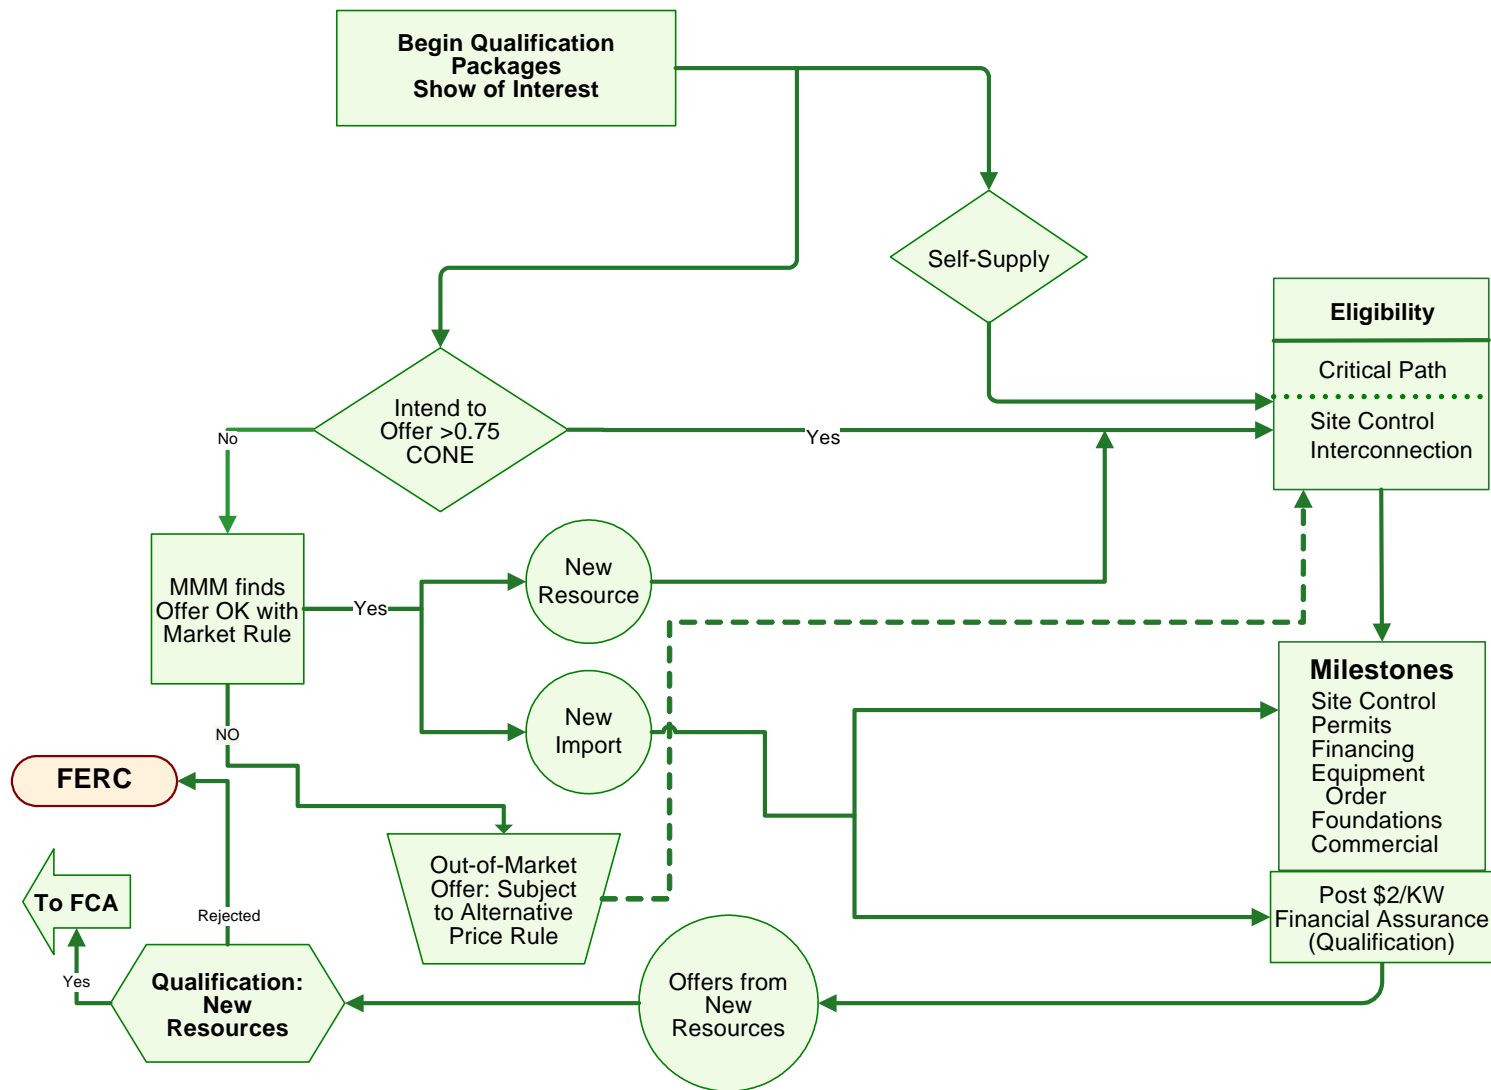 Begin Qualification
Packages
Show of Interest
Self-Supply
Eligibility
Critical Path
Site Control
Interconnection
Intend to
Offer >0.75
CONE
No
Yes
MMM finds
Offer OK with
Market Rule
Yes
New
Resource
New
Import
NO
Milestones
Site Control
Permits
Financing
Equipment
Order
Foundations
Commercial
FERC
Out-of-Market
Offer: Subject
to Alternative
Price Rule
Post $2/KW
Financial Assurance
(Qualification)
To FCA
Rejected
Yes
Qualification:
New
Resources
Offers from
New
Resources